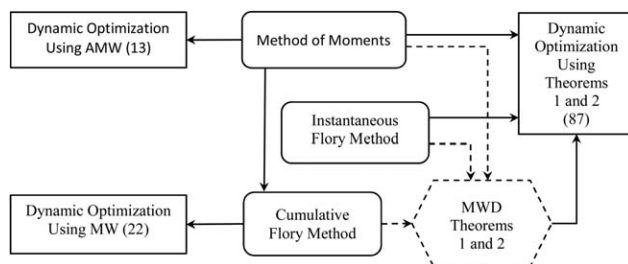 Dynamic Optimization
Using AMW (13)
Method of Moments
Dynamic
Optimization
Using
Theorems
1 and 2
(87)
Instantaneous
Flory Method
Dynamic Optimization
Using MW (22)
Cumulative
Flory Method
MWD
Theorems
1 and 2